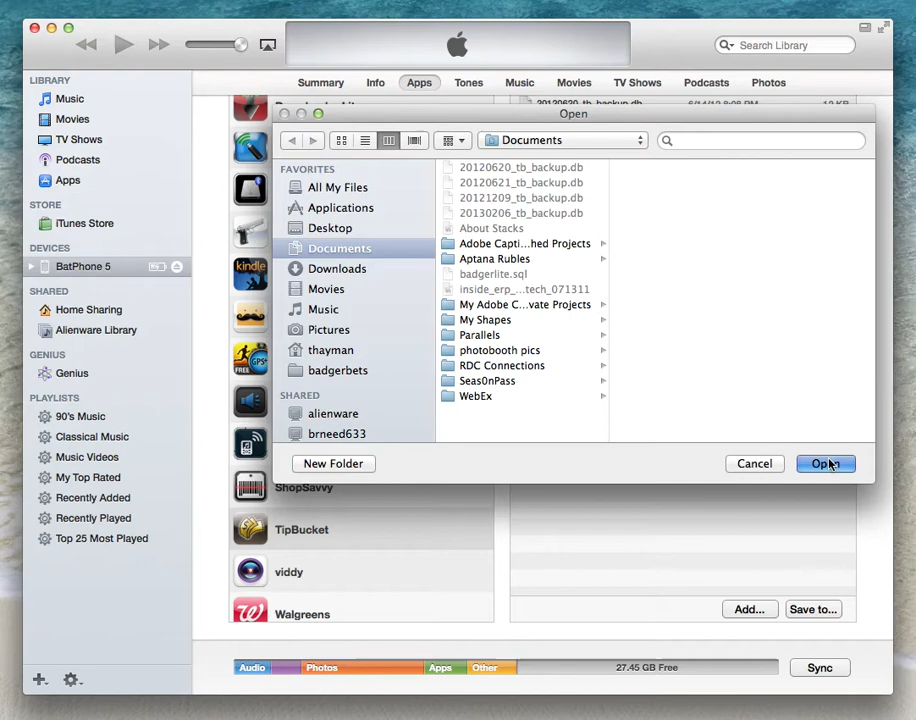 Search Library
LIBRARY
Music
Movies
TV Shows
Podcasts
Apps
STORE
iTunes Store
DEVICES
BatPhone 5
SHARED
Home Sharing
Alienware Library
GENIUS
Genius
PLAYLISTS
90's Music
Classical Music
Music Videos
My Top Rated
Recently Added
Recently Played
Top 25 Most Played
Summary Info Apps Tones Music Movies TV Shows Podcasts Photos
Open
Documents
FAVORITES
All My Files
Applications
Desktop
Documents
Downloads
Movies
Music
Pictures
thayman
badgerbets
SHARED
alienware
brneed633
20120620_tb_backup.db
20120621_tb_backup.db
20121209_tb_backup.db
20130206_tb_backup.db
About Stacks
Adobe Capti...hed Projects
Aptana Rubles
badgerlite.sql
inside_erp_...tech_071311
My Adobe C...vate Projects
My Shapes
Parallels
photobooth pics
RDC Connections
Seas0nPass
WebEx
New Folder Cancel Open
ShopSavvy
TipBucket
viddy
Walgreens
Add... Save to...
Audio Photos Apps Other 27.45 GB Free Sync